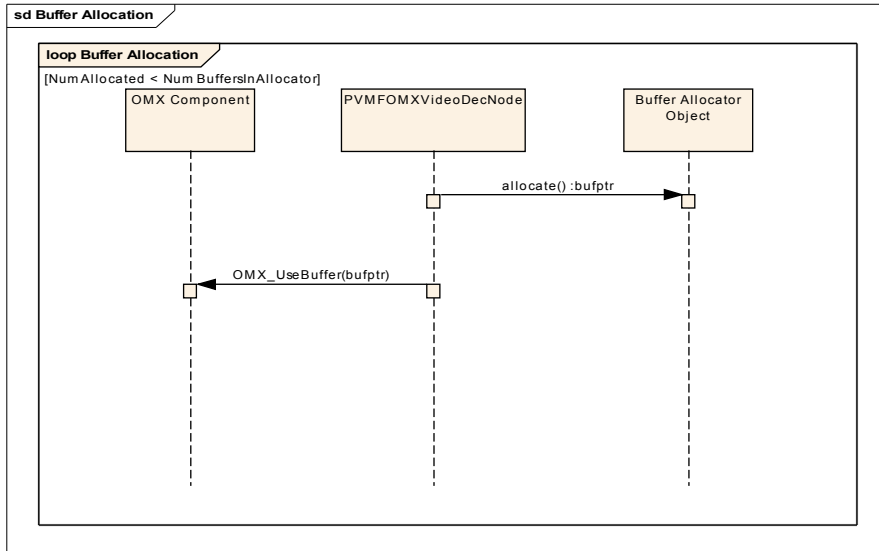 sd Buffer Allocation
loop Buffer Allocation
[NumAllocated < NumBuffersInAllocator]
OMX Component
PVMFOMXVideoDecNode
Buffer Allocator
Object
allocate() :bufptr
OMX_UseBuffer(bufptr)